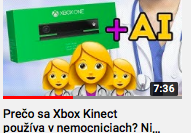 XBOX ONE
+AI
7:36
Prečo sa Xbox Kinect
používa v nemocniciach? Ni...